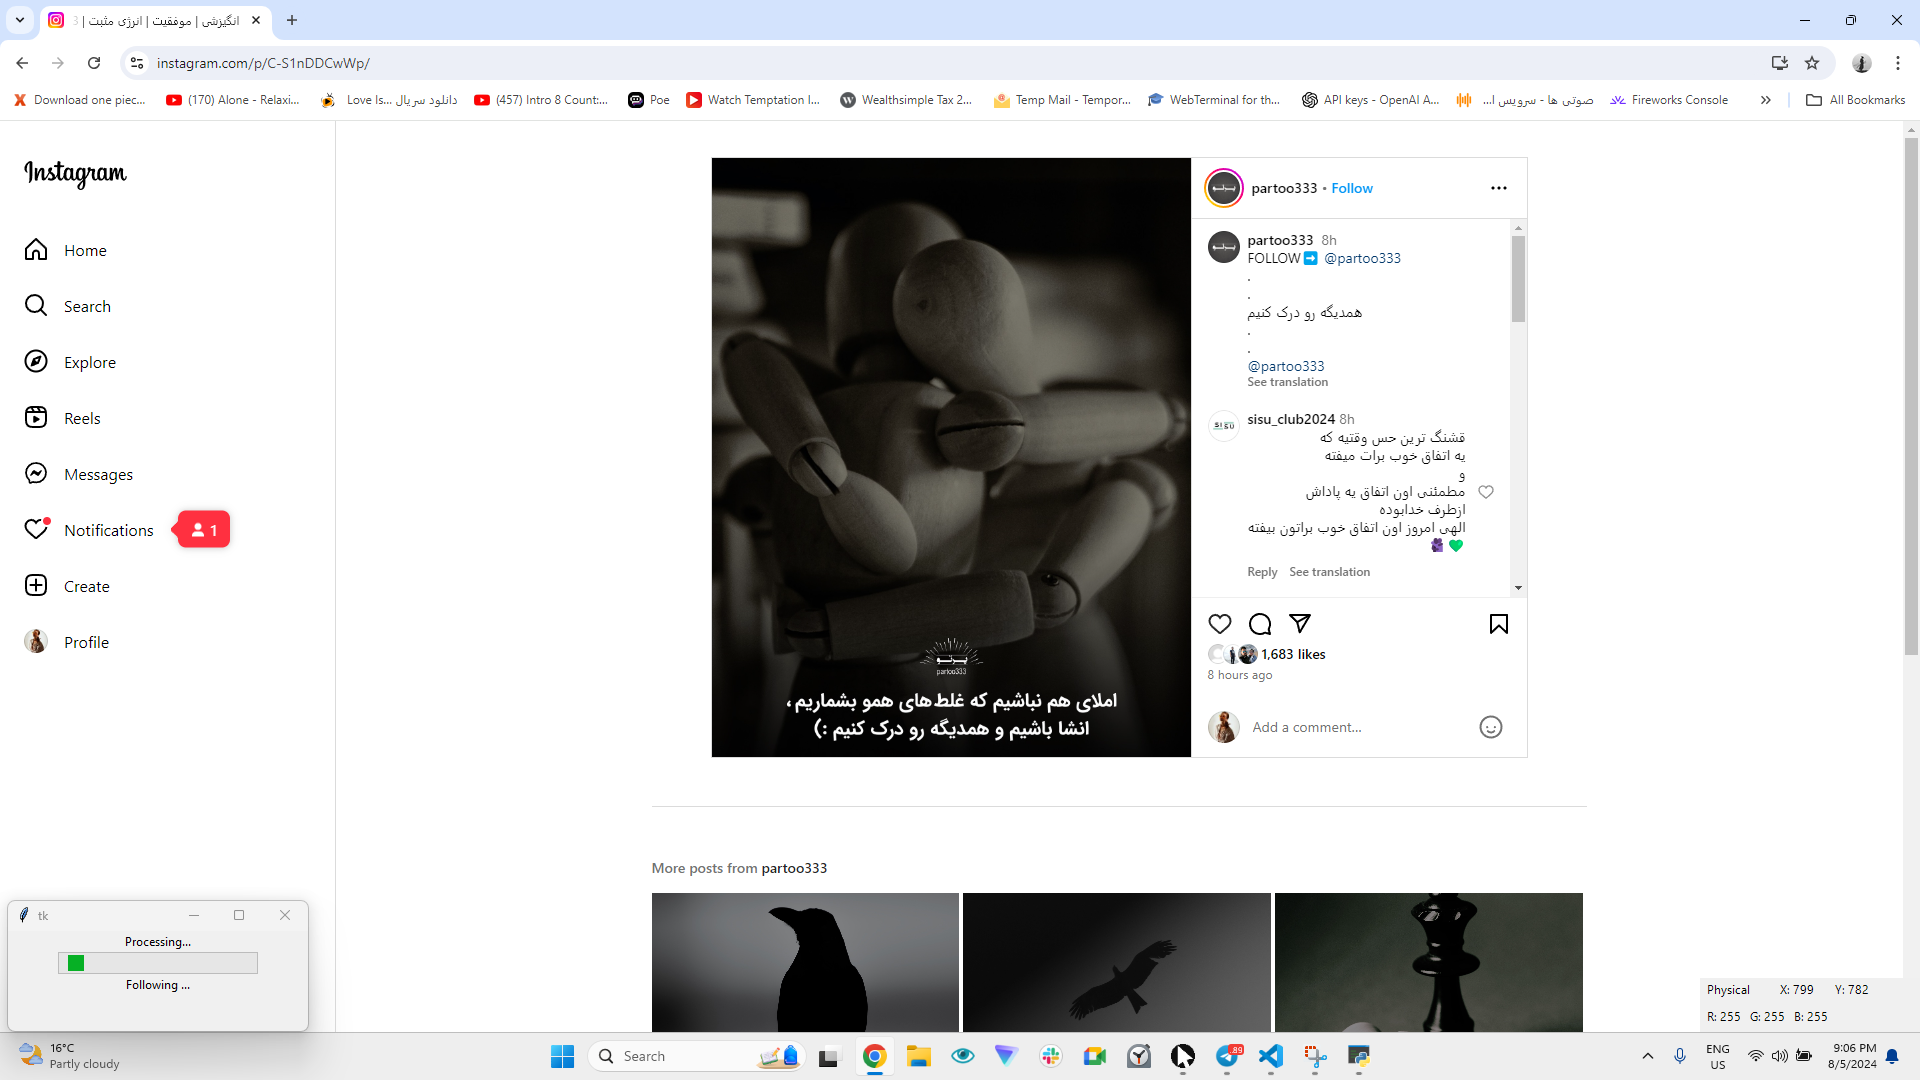 انگیزشی | موفقیت | انرژی مثبت |
instagram.com/p/C-S1nDDCwWp/
Download one piec...
(170) Alone - Relaxi...
Love Is... دانلود سریال
(457) Intro 8 Count:...
Poe
Watch Temptation I...
Wealthsimple Tax 2...
Temp Mail - Tempor...
WebTerminal for th...
API keys - OpenAI A...
صوتی ها - سرویس ا...
Fireworks Console
All Bookmarks
Instagram
Home
Search
Explore
Reels
Messages
Notifications
1
Create
Profile
پرتو
partoo333
املای هم نباشیم که غلط‌های همو بشماریم ،
انشا باشیم و همدیگه رو درک کنیم :)
partoo333 • Follow
partoo333 8h
FOLLOW➡️ @partoo333
.
.
همدیگه رو درک کنیم
.
.
@partoo333
See translation
SISU
sisu_club2024 8h
قشنگ ترین حس وقتیه که
یه اتفاق خوب برات میفته
و
مطمئنی اون اتفاق یه پاداش
ازطرف خدابوده
الهی امروز اون اتفاق خوب براتون بیفته
Reply See translation
1,683 likes
8 hours ago
Add a comment...
More posts from partoo333
tk
Processing...
Following ...
Physical X: 799 Y: 782
R: 255 G: 255 B: 255
16°C
Partly cloudy
Search
89
ENG
US
9:06 PM
8/5/2024